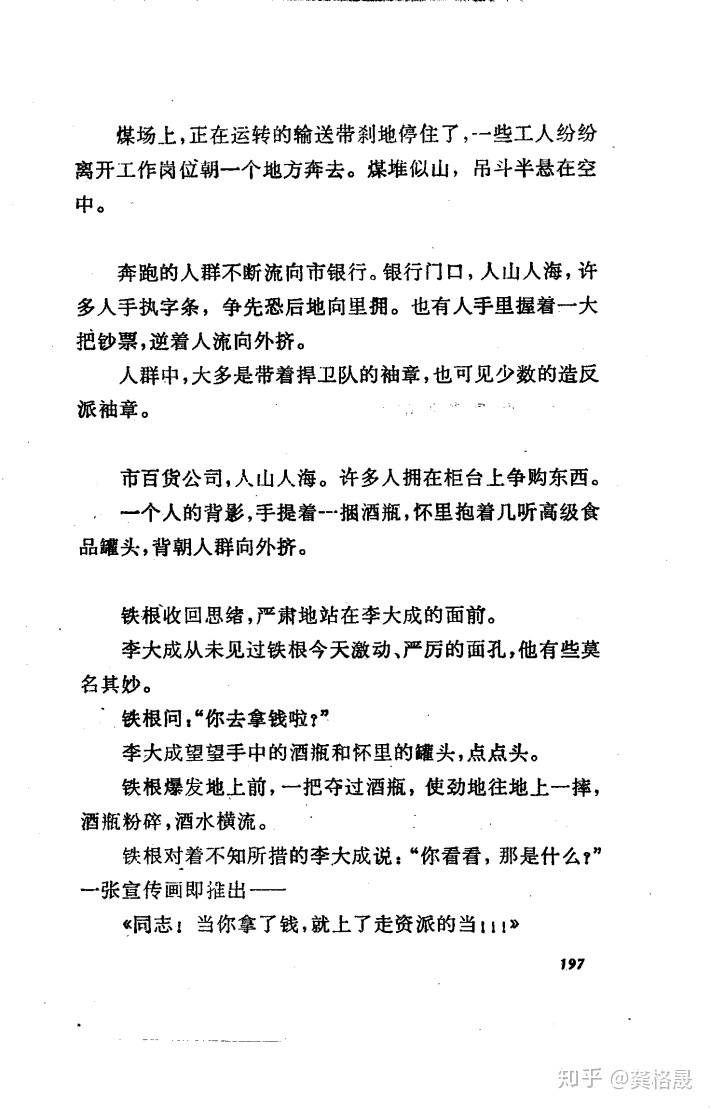 煤场上，正在运转的输送带刹地停住了，一些工人纷纷
离开工作岗位朝一个地方奔去。煤堆似山，吊斗半悬在空
中。
奔跑的人群不断流向市银行。银行门口，人山人海，许
多人手执字条，争先恐后地向里拥。也有人手里握着一大
把钞票，逆着人流向外挤。
人群中，大多是带着捍卫队的袖章，也可见少数的造反
派袖章。
市百货公司，人山人海。许多人拥在柜台上争购东西。
一个人的背影，手提着一捆酒瓶，怀里抱着几听高级食
品罐头，背朝人群向外挤。
铁根收回思绪，严肃地站在李大成的面前。
李大成从未见过铁根今天激动、严厉的面孔，他有些莫
名其妙。
铁根问：“你去拿钱啦？”
李大成望望手中的酒瓶和怀里的罐头，点点头。
铁根爆发地上前，一把夺过酒瓶，使劲地往地上一摔，
酒瓶粉碎，酒水横流。
铁根对着不知所措的李大成说：“你看看，那是什么？”
一张宣传画即推出——
《同志！当你拿了钱，就上了走资派的当！！！》
197
知乎 @龚格晟